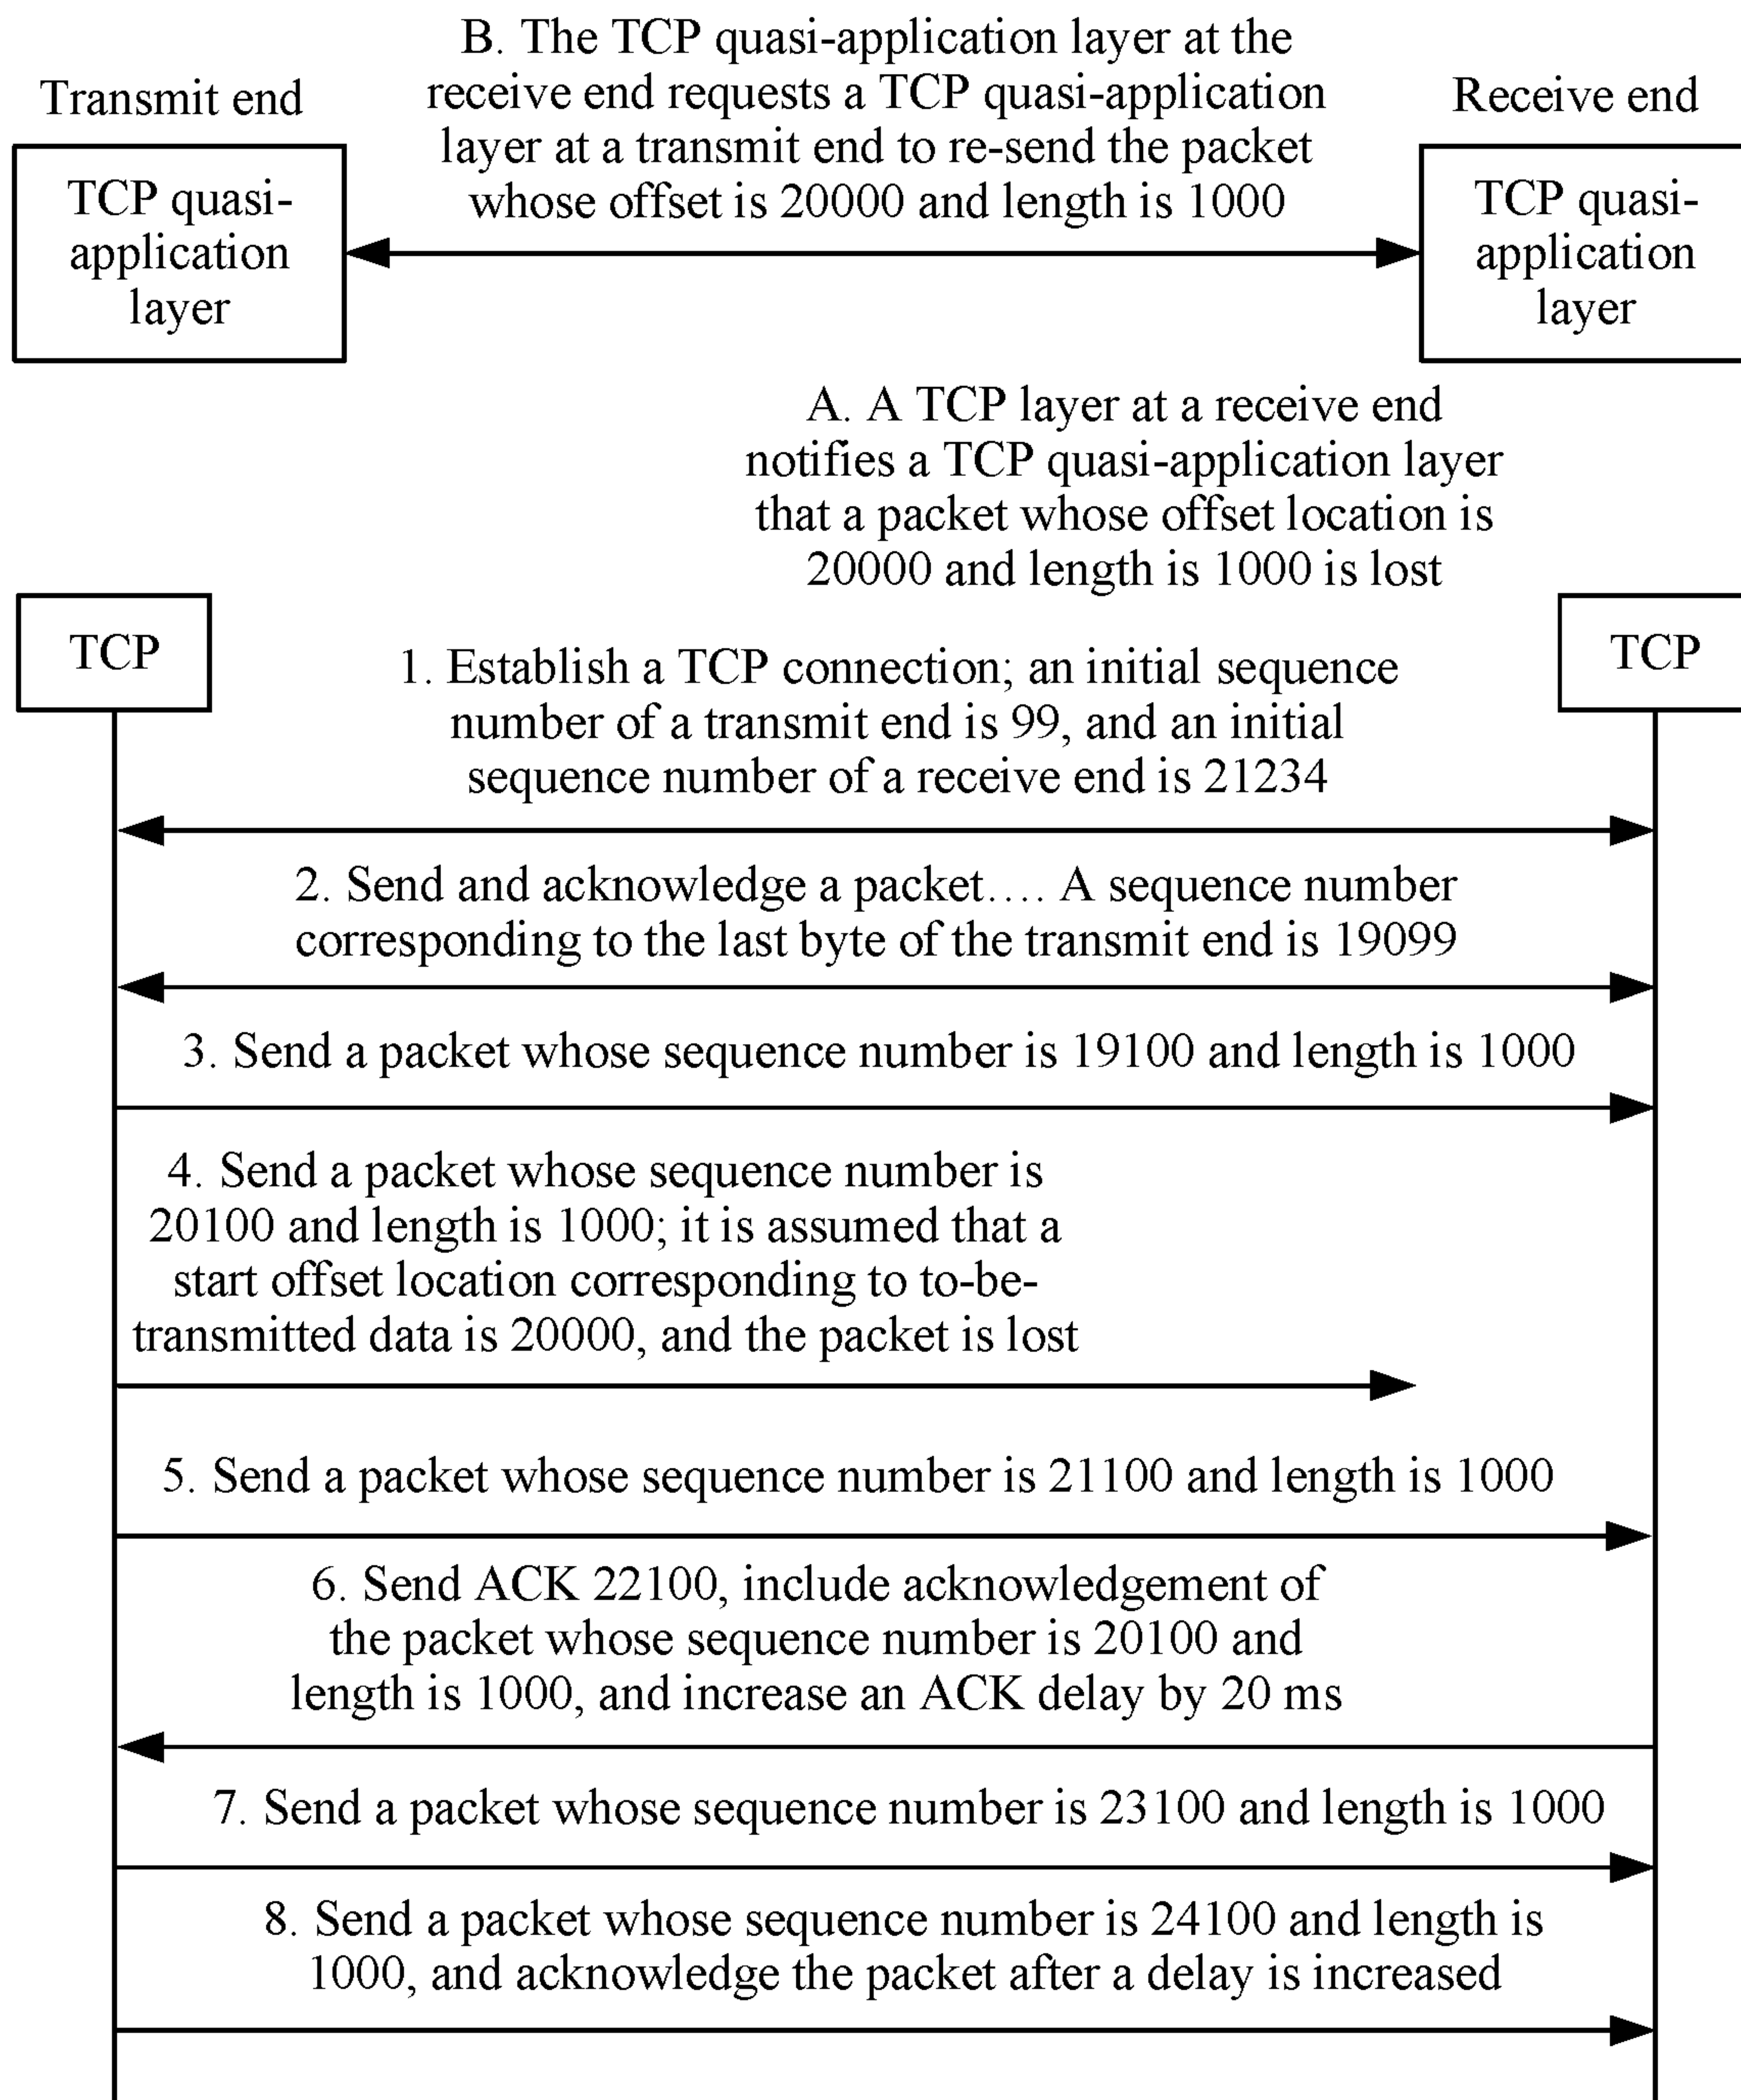 B. The TCP quasi-application layer at the
receive end requests a TCP quasi-application
layer at a transmit end to re-send the packet
whose offset is 20000 and length is 1000
Transmit end
Receive end
TCP quasi-
application
layer
TCP quasi-
application
layer
A. A TCP layer at a receive end
notifies a TCP quasi-application layer
that a packet whose offset location is
20000 and length is 1000 is lost
TCP
TCP
1. Establish a TCP connection; an initial sequence
number of a transmit end is 99, and an initial
sequence number of a receive end is 21234
2. Send and acknowledge a packet.... A sequence number
corresponding to the last byte of the transmit end is 19099
3. Send a packet whose sequence number is 19100 and length is 1000
4. Send a packet whose sequence number is
20100 and length is 1000; it is assumed that a
start offset location corresponding to to-be-
transmitted data is 20000, and the packet is lost
5. Send a packet whose sequence number is 21100 and length is 1000
6. Send ACK 22100, include acknowledgement of
the packet whose sequence number is 20100 and
length is 1000, and increase an ACK delay by 20 ms
7. Send a packet whose sequence number is 23100 and length is 1000
8. Send a packet whose sequence number is 24100 and length is
1000, and acknowledge the packet after a delay is increased